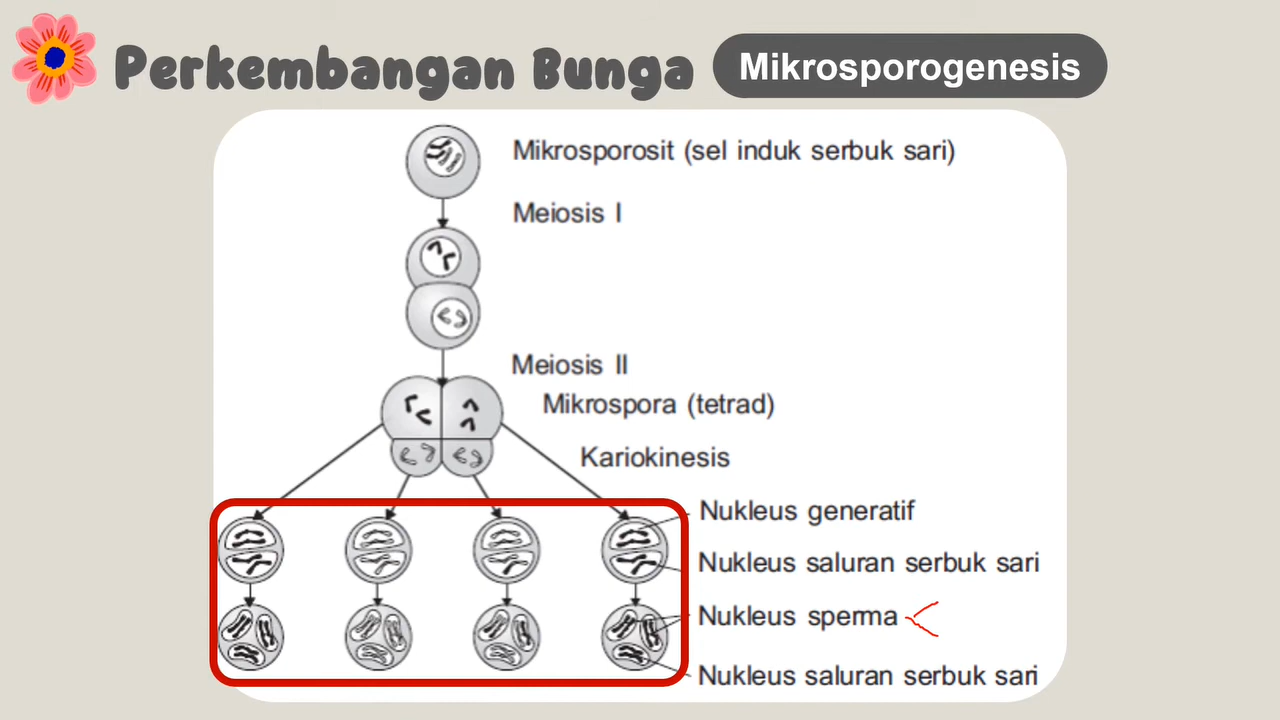 Perkembangan Bunga
Mikrosporogenesis
Mikrosporosit (sel induk serbuk sari)
Meiosis I
Meiosis II
Mikrospora (tetrad)
Kariokinesis
Nukleus generatif
Nukleus saluran serbuk sari
Nukleus sperma
Nukleus saluran serbuk sari